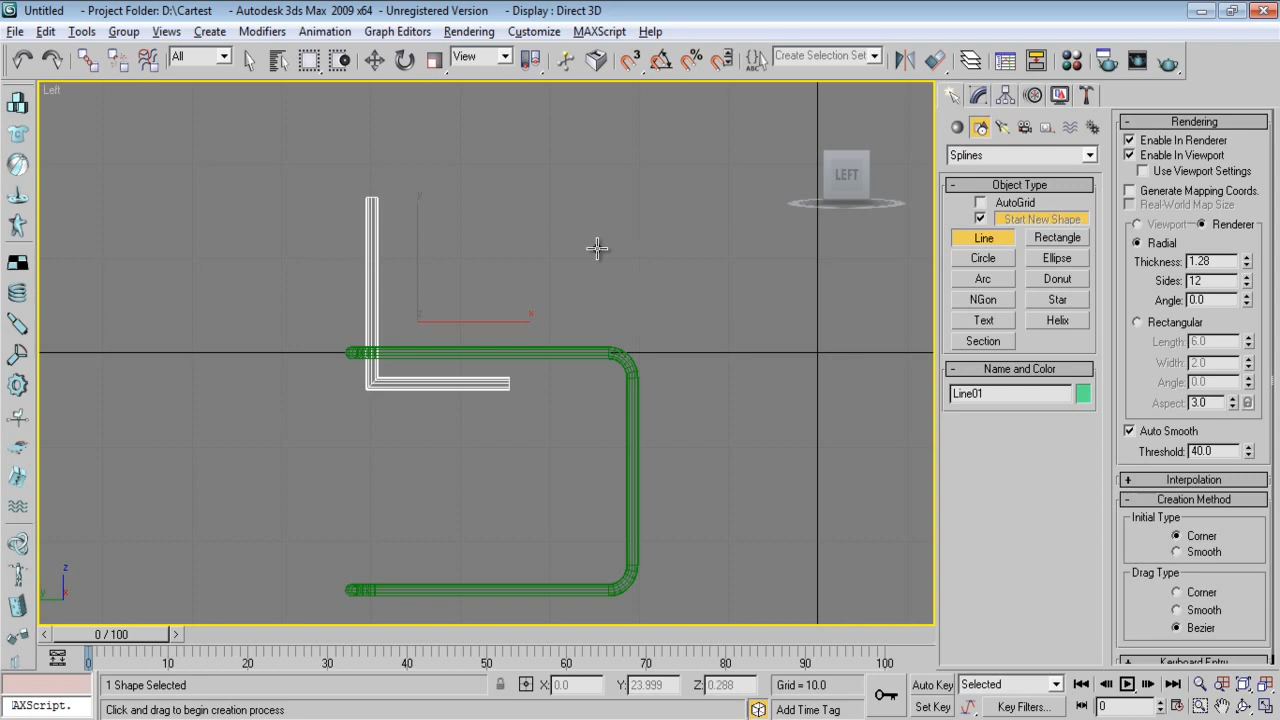 Untitled - Project Folder: D:\Cartest - Autodesk 3ds Max 2009 x64 - Unregistered Version - Display : Direct 3D
File Edit Tools Group Views Create Modifiers Animation Graph Editors Rendering Customize MAXScript Help
All View Create Selection Set
Left
LEFT
y
z x
z
y x
Splines
- Object Type
AutoGrid
Start New Shape
Line Rectangle
Circle Ellipse
Arc Donut
NGon Star
Text Helix
Section
- Name and Color
Line01
- Rendering
Enable In Renderer
Enable In Viewport
Use Viewport Settings
Generate Mapping Coords.
Real-World Map Size
Viewport Renderer
Radial
Thickness: 1.28
Sides: 12
Angle: 0.0
Rectangular
Length: 6.0
Width: 2.0
Angle: 0.0
Aspect: 3.0
Auto Smooth
Threshold: 40.0
+ Interpolation
- Creation Method
Initial Type
Corner
Smooth
Drag Type
Corner
Smooth
Bezier
Keyboard Entry
< 0 / 100 >
0 10 20 30 40 50 60 70 80 90 100
1 Shape Selected X: 0.0 Y: 23.999 Z: 0.288 Grid = 10.0 Auto Key Selected
AXScript. Click and drag to begin creation process Add Time Tag Set Key Key Filters... 0